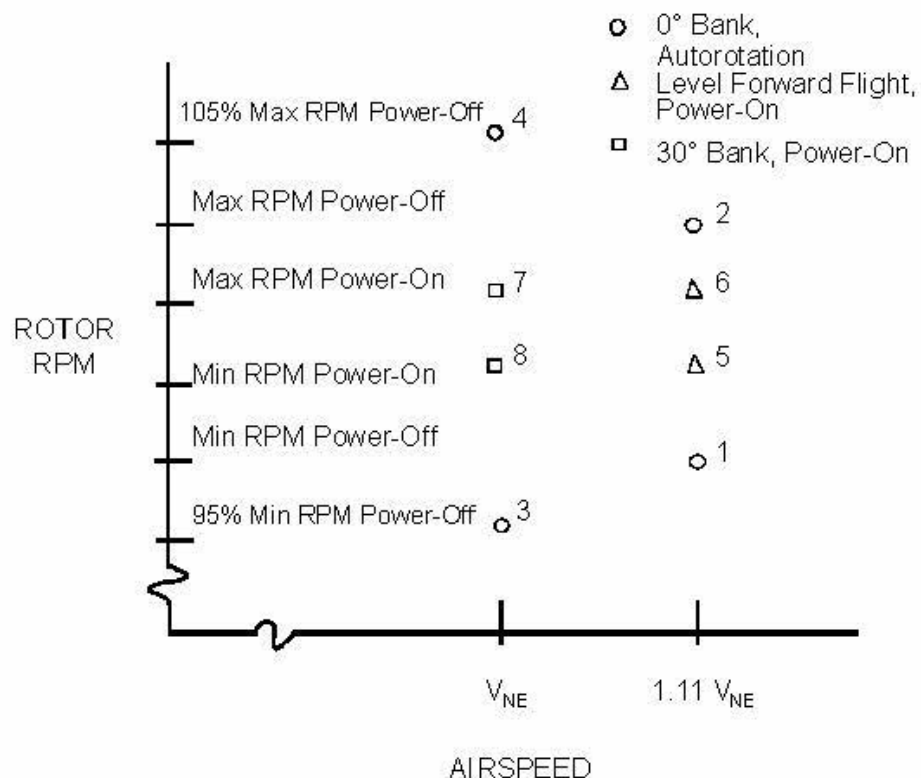 0° Bank,
Autorotation
Level Forward Flight,
Power-On
30° Bank, Power-On
105% Max RPM Power-Off
4
Max RPM Power-Off
2
Max RPM Power-On
7
6
ROTOR
RPM
Min RPM Power-On
8
5
Min RPM Power-Off
1
95% Min RPM Power-Off
3
VNE
1.11 VNE
AIRSPEED